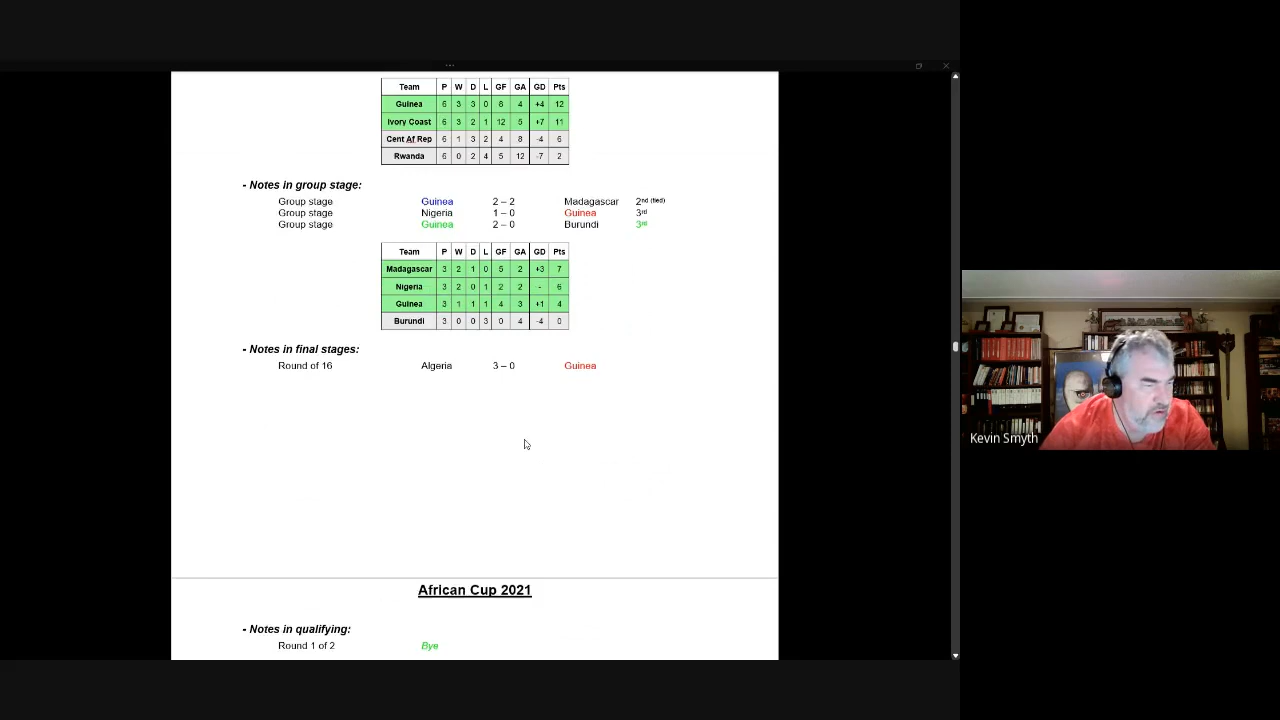 Team P W D L GF GA GD Pts
Guinea 6 3 3 0 8 4 +4 12
Ivory Coast 6 3 2 1 12 5 +7 11
Cent Af Rep 6 1 3 2 4 8 -4 6
Rwanda 6 0 2 4 5 12 -7 2
- Notes in group stage:
Group stage Guinea 2 – 2 Madagascar 2nd (tied)
Group stage Nigeria 1 – 0 Guinea 3rd
Group stage Guinea 2 – 0 Burundi 3rd
Team P W D L GF GA GD Pts
Madagascar 3 2 1 0 5 2 +3 7
Nigeria 3 2 0 1 2 2 - 6
Guinea 3 1 1 1 4 3 +1 4
Burundi 3 0 0 3 0 4 -4 0
- Notes in final stages:
Round of 16 Algeria 3 – 0 Guinea
African Cup 2021
- Notes in qualifying:
Round 1 of 2 Bye
Kevin Smyth